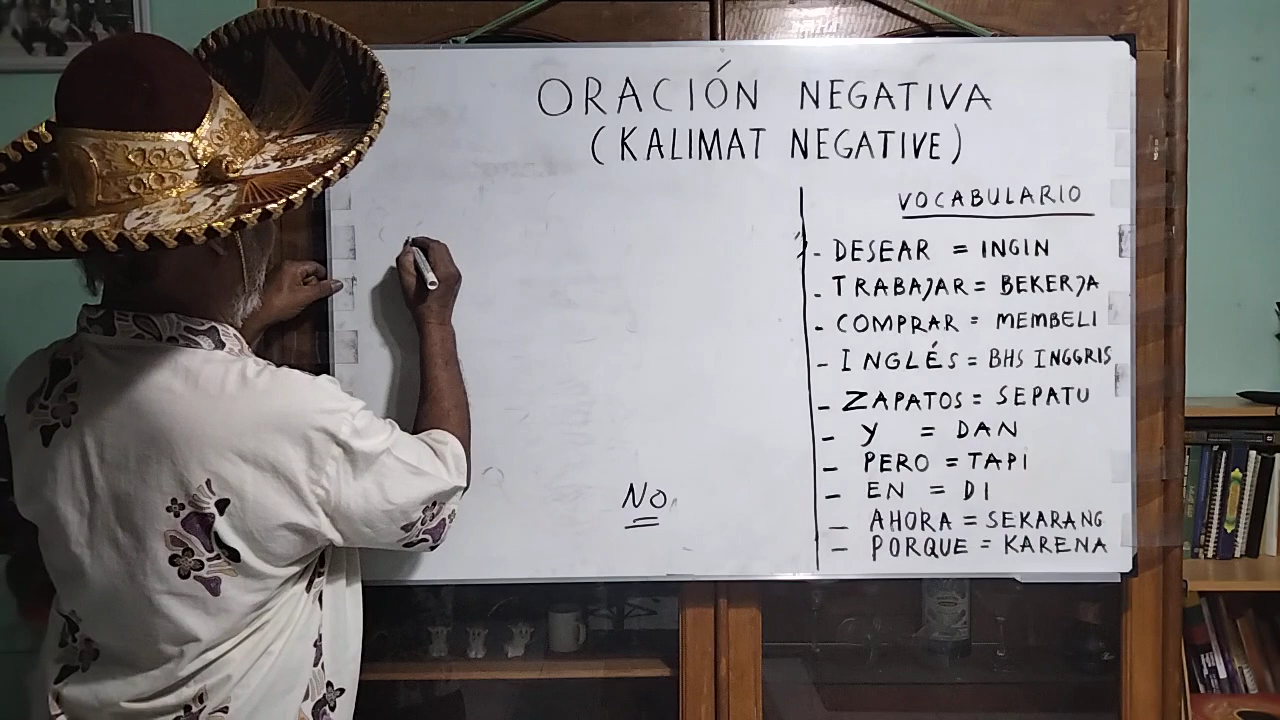 ORACIÓN NEGATIVA
(KALIMAT NEGATIVE)
VOCABULARIO
- DESEAR = INGIN
- TRABAJAR = BEKERJA
- COMPRAR = MEMBELI
- INGLÉS = BHS INGGRIS
- ZAPATOS = SEPATU
- Y = DAN
- PERO = TAPI
- EN = DI
- AHORA = SEKARANG
- PORQUE = KARENA
NO